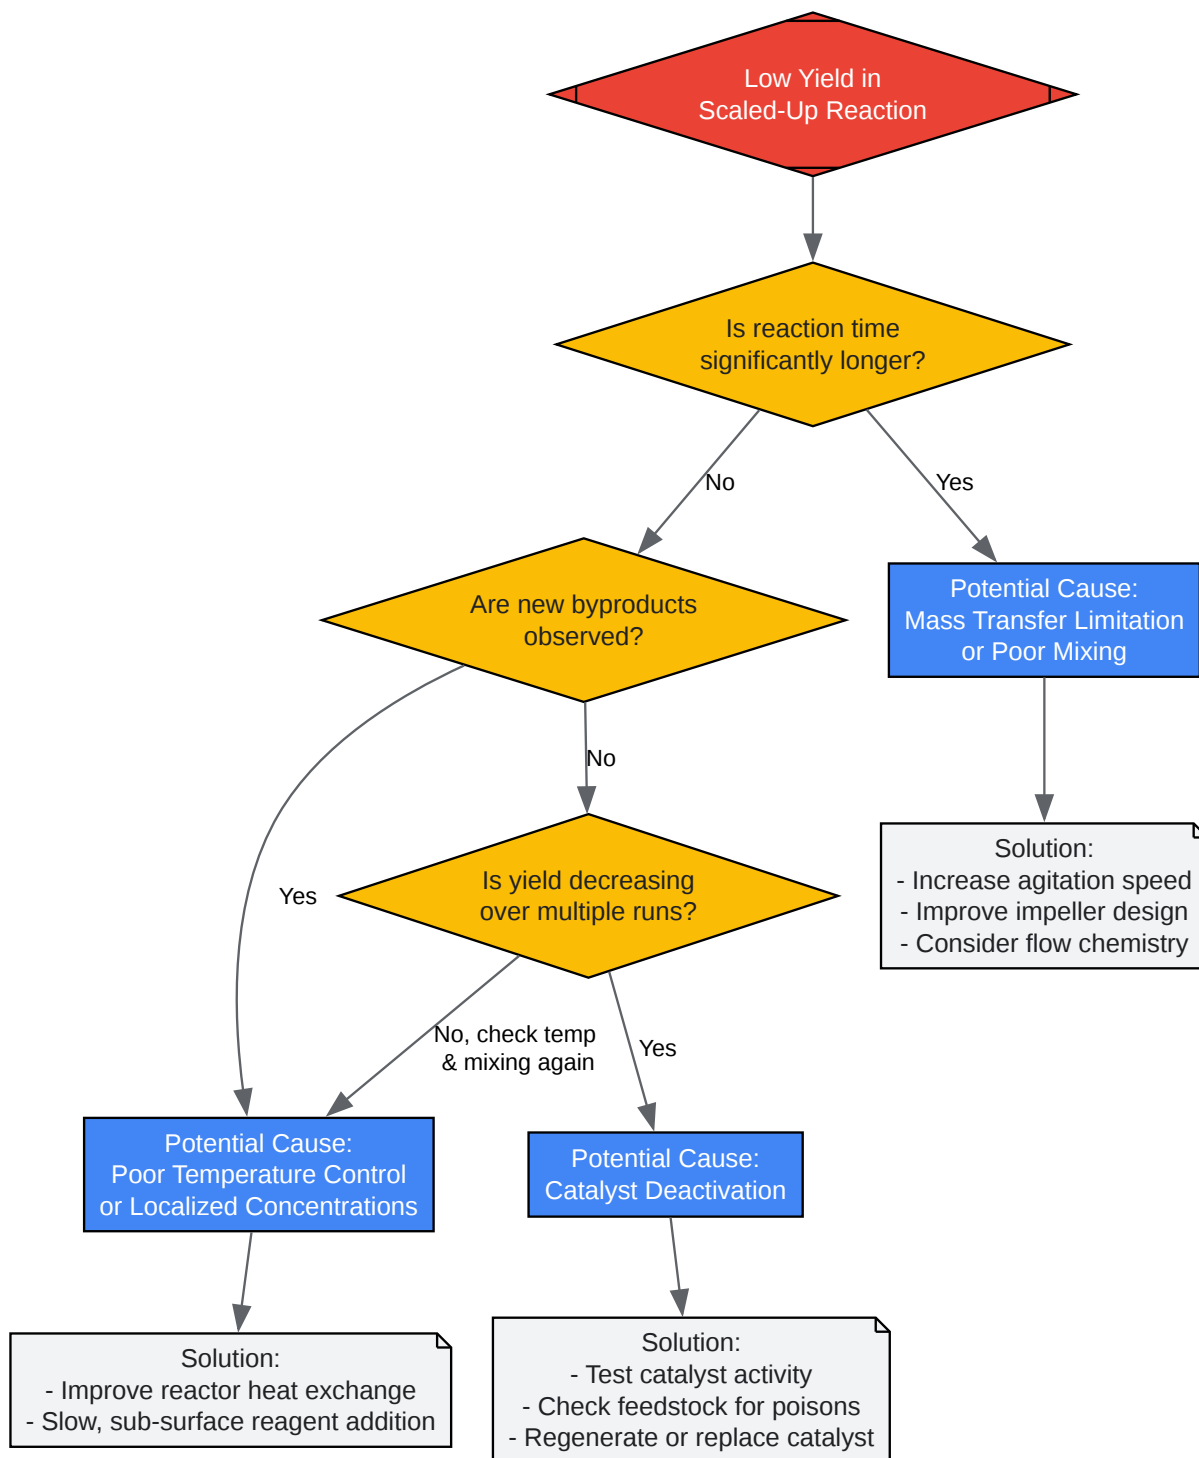 Low Yield in
Scaled-Up Reaction
Is reaction time
significantly longer?
No
Yes
Are new byproducts
observed?
Potential Cause:
Mass Transfer Limitation
or Poor Mixing
No
Solution:
- Increase agitation speed
- Improve impeller design
- Consider flow chemistry
Yes
Is yield decreasing
over multiple runs?
No, check temp
& mixing again
Yes
Potential Cause:
Poor Temperature Control
or Localized Concentrations
Potential Cause:
Catalyst Deactivation
Solution:
- Improve reactor heat exchange
- Slow, sub-surface reagent addition
Solution:
- Test catalyst activity
- Check feedstock for poisons
- Regenerate or replace catalyst